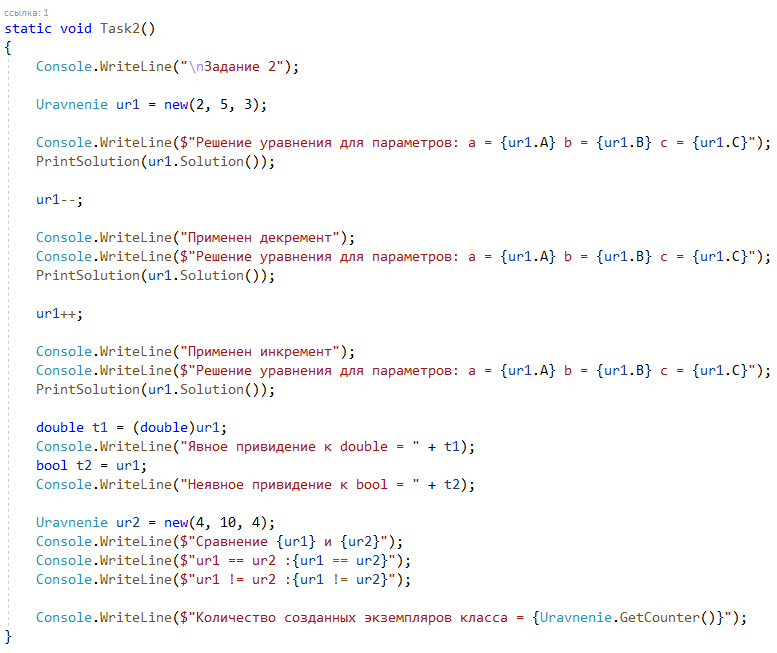 ссылка: 1
static void Task2()
{
    Console.WriteLine("\nЗадание 2");

    Uravnenie ur1 = new(2, 5, 3);

    Console.WriteLine($"Решение уравнения для параметров: a = {ur1.A} b = {ur1.B} c = {ur1.C}");
    PrintSolution(ur1.Solution());

    ur1--;

    Console.WriteLine("Применен декремент");
    Console.WriteLine($"Решение уравнения для параметров: a = {ur1.A} b = {ur1.B} c = {ur1.C}");
    PrintSolution(ur1.Solution());

    ur1++;

    Console.WriteLine("Применен инкремент");
    Console.WriteLine($"Решение уравнения для параметров: a = {ur1.A} b = {ur1.B} c = {ur1.C}");
    PrintSolution(ur1.Solution());

    double t1 = (double)ur1;
    Console.WriteLine("Явное привидение к double = " + t1);
    bool t2 = ur1;
    Console.WriteLine("Неявное привидение к bool = " + t2);

    Uravnenie ur2 = new(4, 10, 4);
    Console.WriteLine($"Сравнение {ur1} и {ur2}");
    Console.WriteLine($"ur1 == ur2 :{ur1 == ur2}");
    Console.WriteLine($"ur1 != ur2 :{ur1 != ur2}");

    Console.WriteLine($"Количество созданных экземпляров класса = {Uravnenie.GetCounter()}");
}